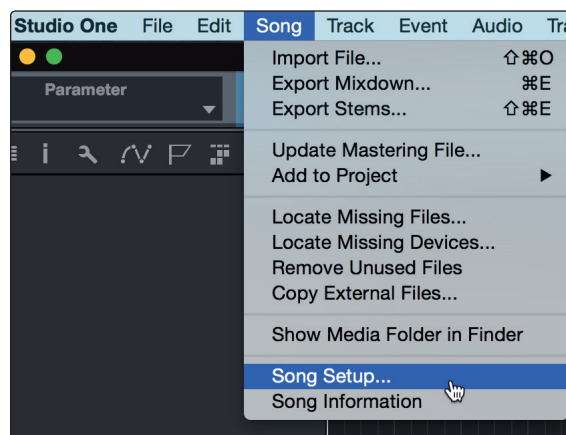 Studio One File Edit Song Track Event Audio
Parameter
Import File... ⇧⌘O
Export Mixdown... ⌘E
Export Stems... ⇧⌘E
Update Mastering File...
Add to Project ▶
Locate Missing Files...
Locate Missing Devices...
Remove Unused Files
Copy External Files...
Show Media Folder in Finder
Song Setup...
Song Information